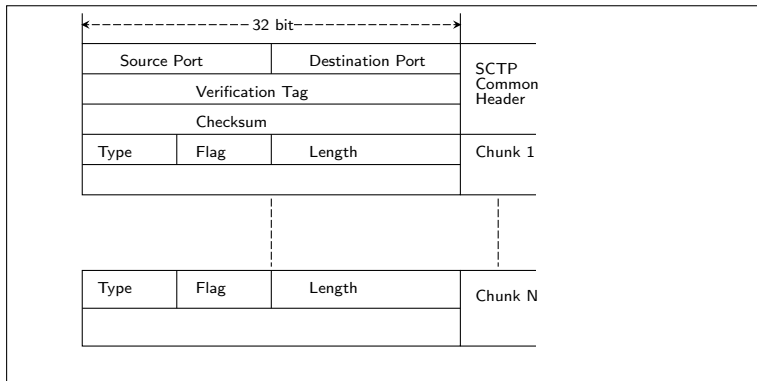 32 bit
Source Port
Destination Port
SCTP
Common
Header
Verification Tag
Checksum
Type
Flag
Length
Chunk 1
Type
Flag
Length
Chunk N